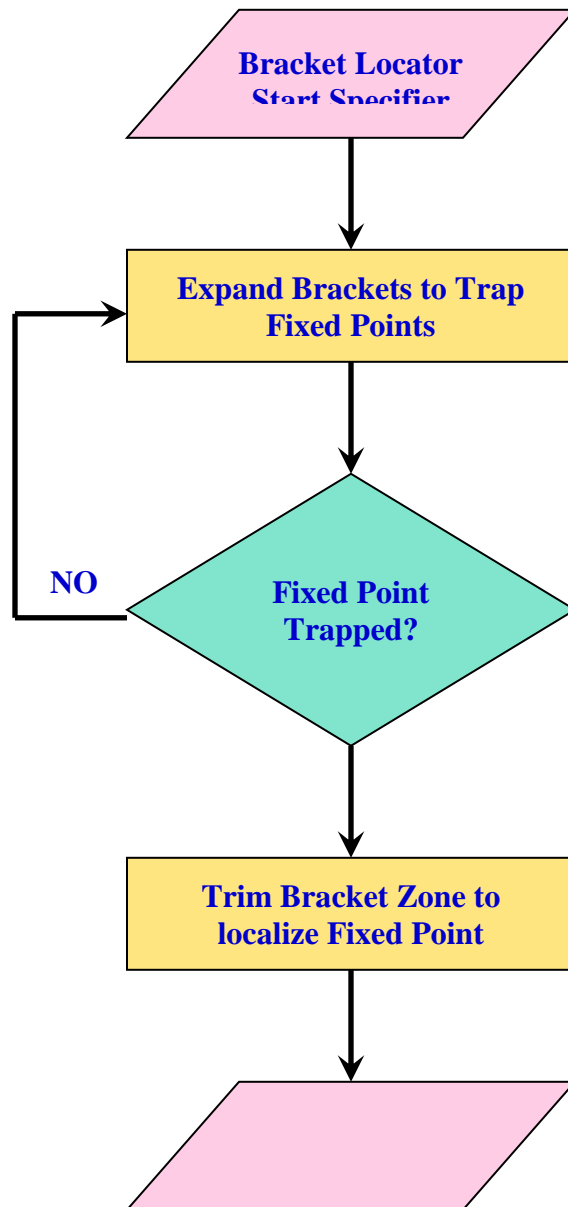 Bracket Locator
Start Specifier
Expand Brackets to Trap
Fixed Points
NO
Fixed Point
Trapped?
Trim Bracket Zone to
localize Fixed Point